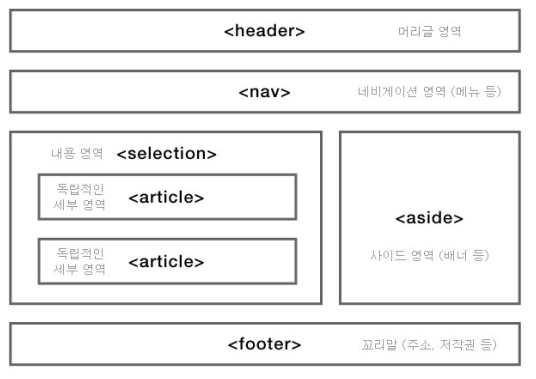 <header> 머리글 영역
<nav> 네비게이션 영역 (메뉴 등)
내용 영역 <selection>
독립적인
세부 영역
<article>
독립적인
세부 영역
<article>
<aside>
사이드 영역 (배너 등)
<footer> 꼬리말 (주소, 저작권 등)